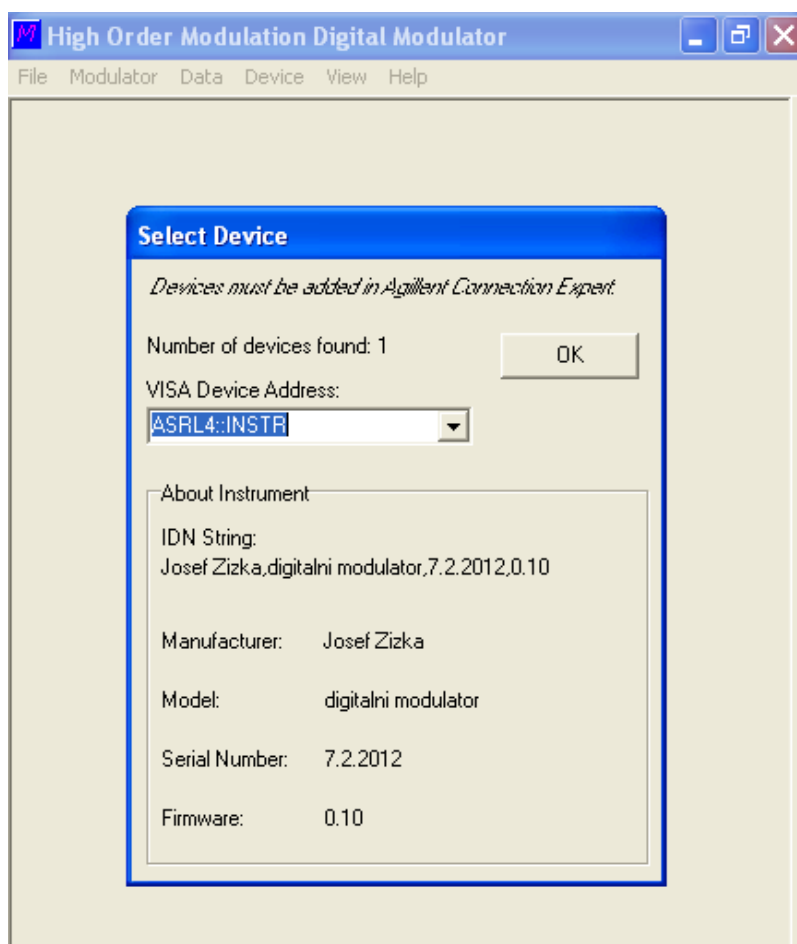 High Order Modulation Digital Modulator
File Modulator Data Device View Help
Select Device
Devices must be added in Agillent Connection Expert.
Number of devices found: 1
OK
VISA Device Address:
ASRL4::INSTR
About Instrument
IDN String:
Josef Zizka,digitalni modulator,7.2.2012,0.10
Manufacturer: Josef Zizka
Model: digitalni modulator
Serial Number: 7.2.2012
Firmware: 0.10